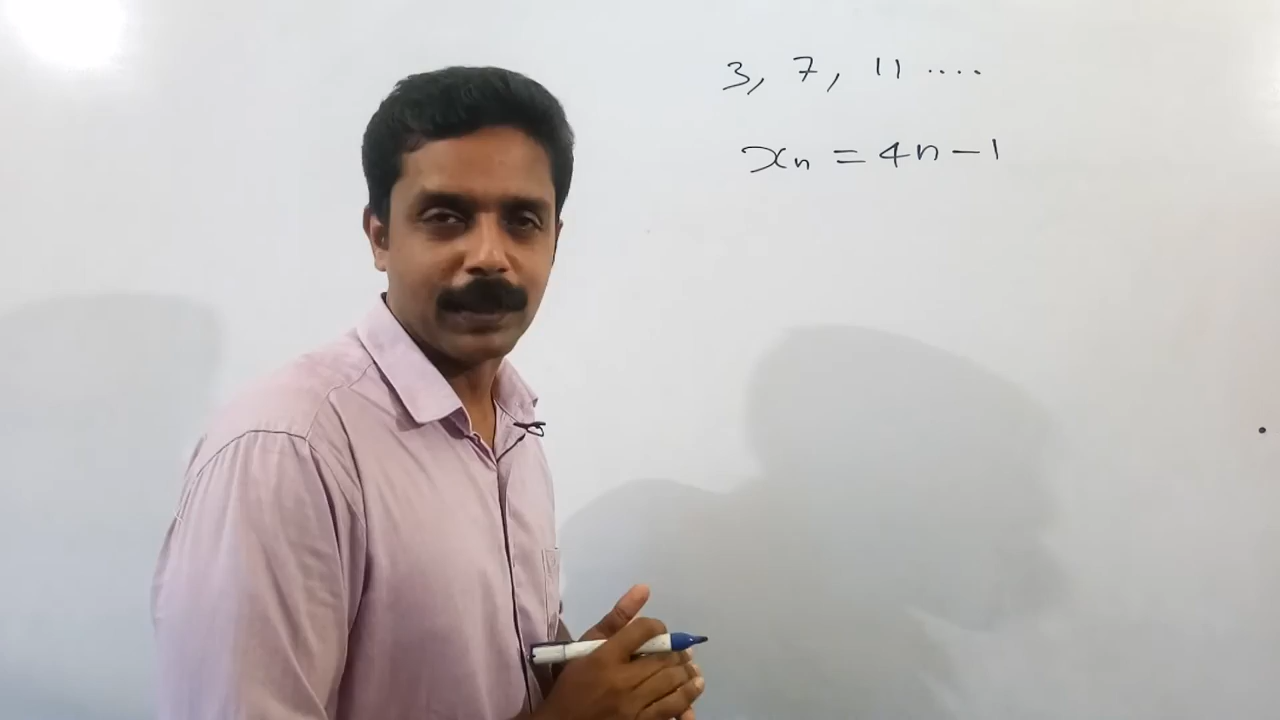 3, 7, 11 ....
xn = 4n - 1